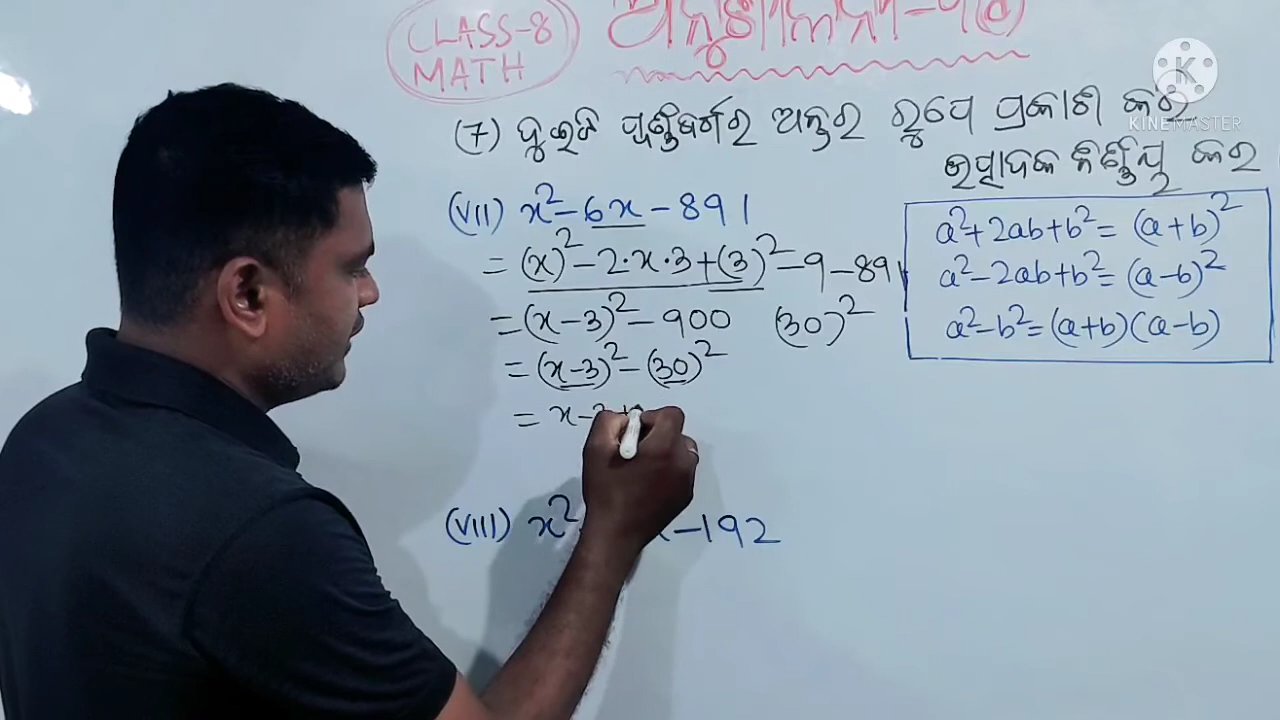 CLASS-8
MATH
ଅନୁଶୀଳନୀ-
K
KINEMASTER
(7) ଦୁଇଟି ପୂର୍ଣ୍ଣବର୍ଗର ଅନ୍ତର ରୂପେ ପ୍ରକାଶ କରି
ଉତ୍ପାଦକ ନିର୍ଣ୍ଣୟ କର
(VII) x² - 6x - 891
= (x)² - 2·x·3 + (3)² - 9 - 891
= (x-3)² - 900 (30)²
= (x-3)² - (30)²
= x-3+
(VIII) x² - 192
a²+2ab+b² = (a+b)²
a²-2ab+b² = (a-b)²
a²-b² = (a+b)(a-b)